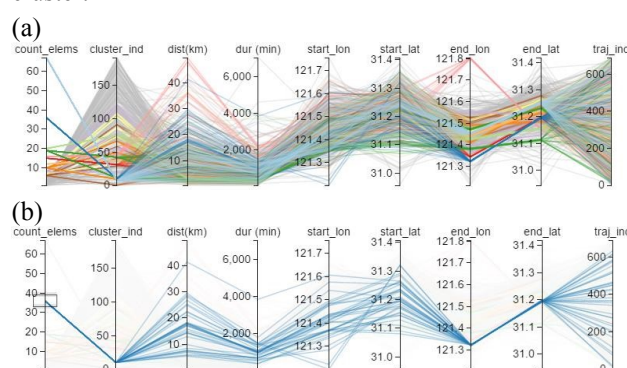 (a)
count_elems cluster_ind dist(km) dur (min) start_lon start_lat end_lon end_lat traj_inc
60 50 40 30 20 10
150 100 50 0
40 30 20 10
6,000 4,000 2,000
121.7 121.6 121.5 121.4 121.3
31.4 31.3 31.2 31.1 31.0
121.8 121.7 121.6 121.5 121.4 121.3
31.4 31.3 31.2 31.1 31.0
600 400 200 0
(b)
count_elems cluster_ind dist(km) dur (min) start_lon start_lat end_lon end_lat traj_inc
60 50 40 30 20 10
150 100 50 0
40 30 20 10
6,000 4,000 2,000
121.7 121.6 121.5 121.4 121.3
31.4 31.3 31.2 31.1 31.0
121.8 121.7 121.6 121.5 121.4 121.3
31.4 31.3 31.2 31.1 31.0
600 400 200 0